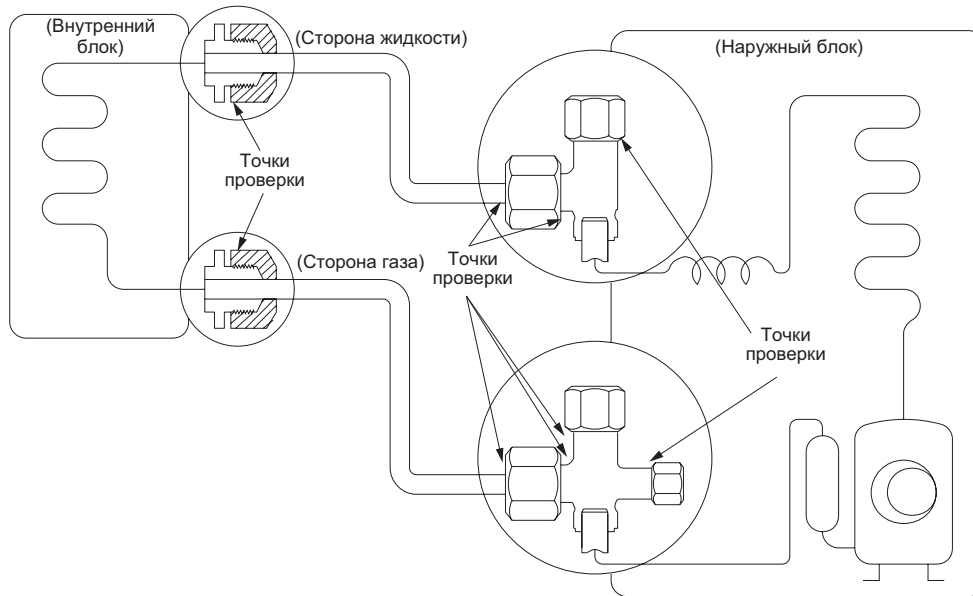 (Внутренний
блок)
(Сторона жидкости)
(Наружный блок)
Точки
проверки
(Сторона газа)
Точки
проверки
Точки
проверки